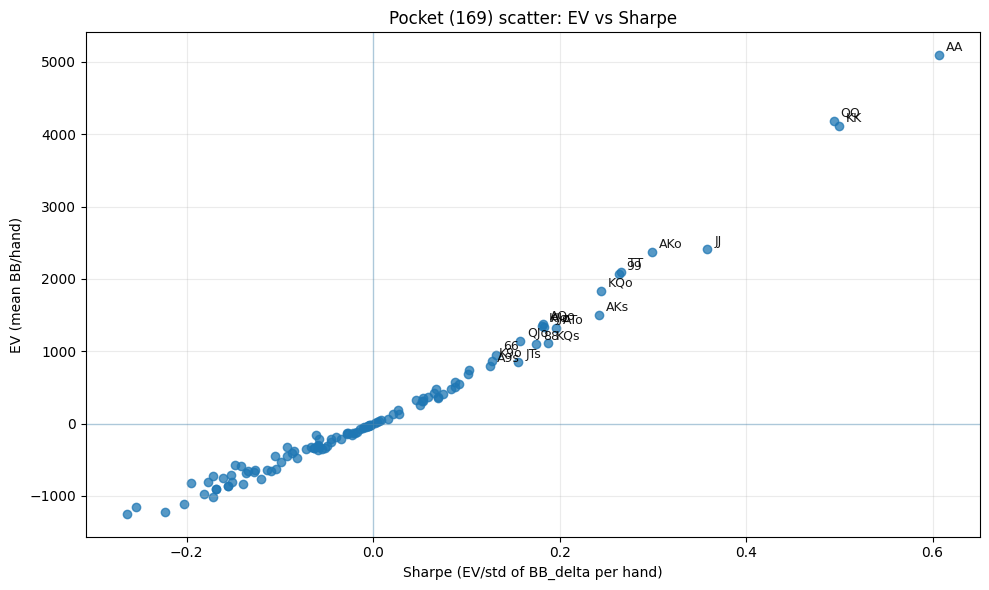 Pocket (169) scatter: EV vs Sharpe
5000
4000
3000
2000
1000
0
−1000
EV (mean BB/hand)
AA
QQ
KK
JJ
AKo
TT
99
KQo
AKs
ATo
QJo
88
KQs
66
K9o
JTs
A9s
−0.2
0.0
0.2
0.4
0.6
Sharpe (EV/std of BB_delta per hand)